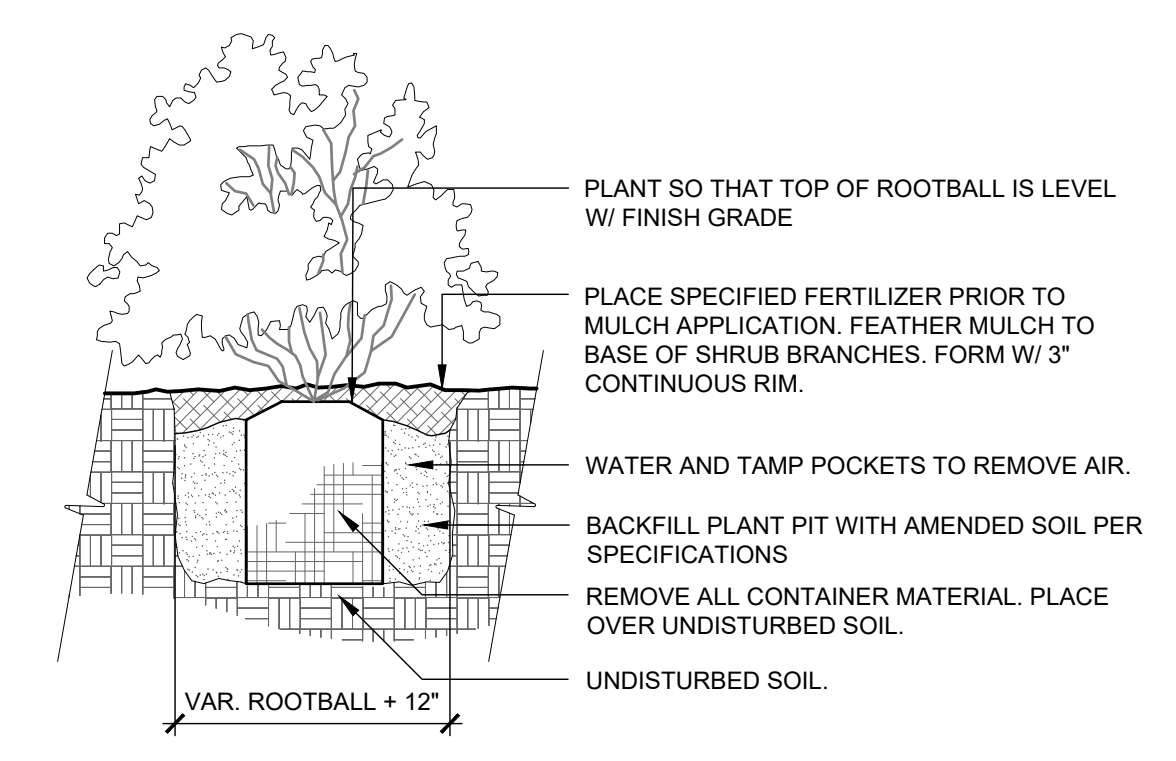 PLANT SO THAT TOP OF ROOTBALL IS LEVEL
W/ FINISH GRADE
PLACE SPECIFIED FERTILIZER PRIOR TO
MULCH APPLICATION. FEATHER MULCH TO
BASE OF SHRUB BRANCHES. FORM W/ 3"
CONTINUOUS RIM.
WATER AND TAMP POCKETS TO REMOVE AIR.
BACKFILL PLANT PIT WITH AMENDED SOIL PER
SPECIFICATIONS
REMOVE ALL CONTAINER MATERIAL. PLACE
OVER UNDISTURBED SOIL.
UNDISTURBED SOIL.
VAR. ROOTBALL + 12"